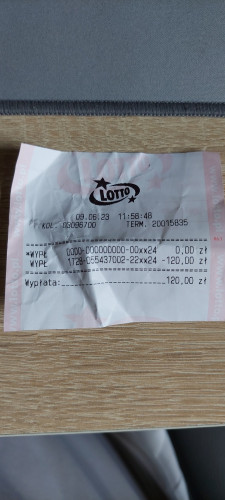 LOTTO
09.06.23 11:56:48
KOL. 05096700 TERM. 20015835
*WYPŁ 0000-000000000-00xx24 0,00 zł
WYPŁ 1728-055437002-22xx24 -120,00 zł
Wypłata: 120,00 zł